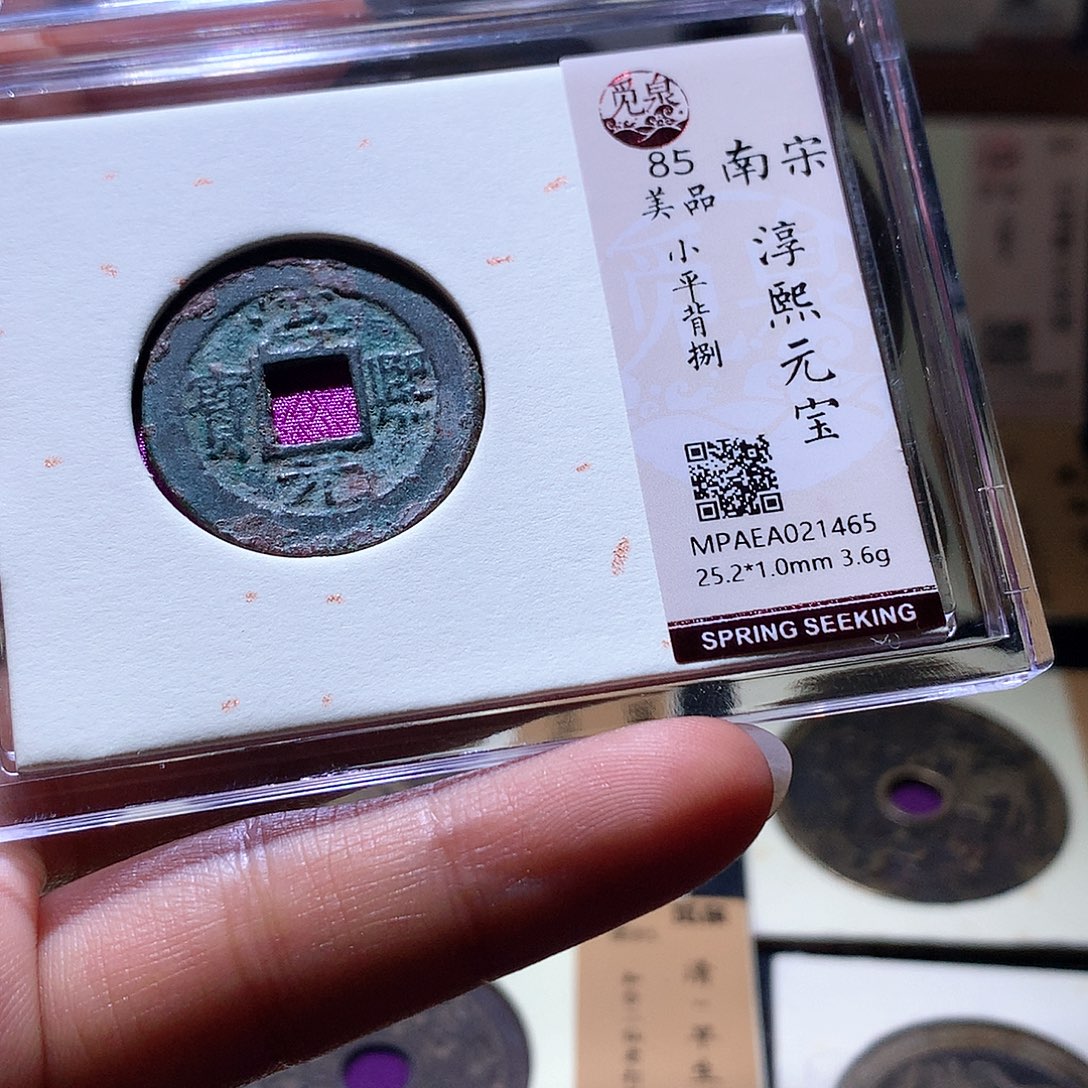 觅泉
85
美品
小平背捌
南宋
淳熙元宝
MPAEA021465
25.2*1.0mm 3.6g
SPRING SEEKING
淳熙元寶
清